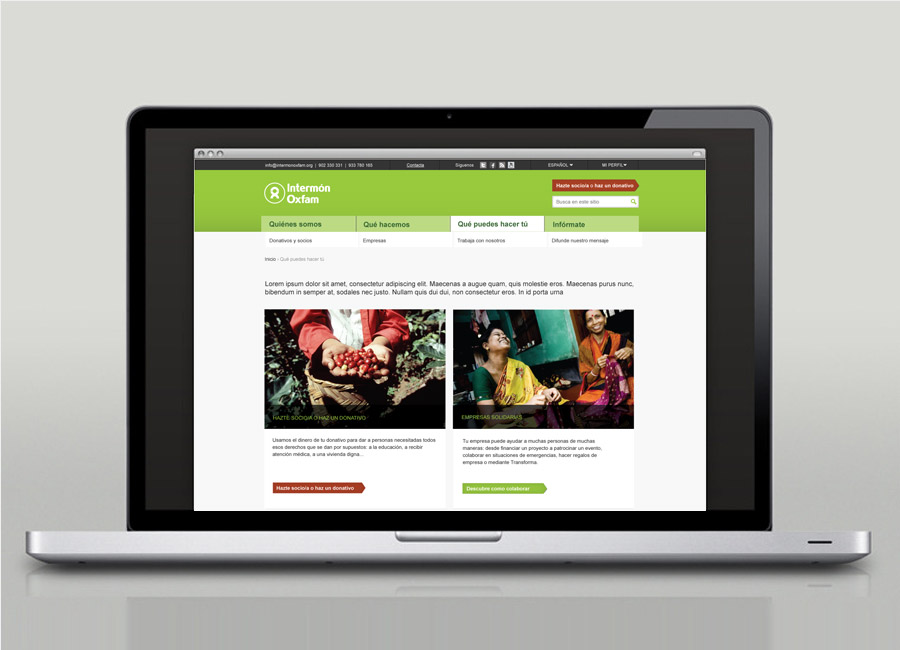 info@intermonoxfam.org | 902 330 331 | 933 780 165 Contacta Síguenos ESPAÑOL MI PERFIL
Intermón
Oxfam
Hazte socio/a o haz un donativo
Busca en este sitio
Quiénes somos Qué hacemos Qué puedes hacer tú Infórmate
Donativos y socios Empresas Trabaja con nosotros Difunde nuestro mensaje
Inicio › Qué puedes hacer tú.
Lorem ipsum dolor sit amet, consectetur adipiscing elit. Maecenas a augue quam, quis molestie eros. Maecenas purus nunc,
bibendum in semper at, sodales nec justo. Nullam quis dui dui, non consectetur eros. In id porta urna
HAZTE SOCIO/A O HAZ UN DONATIVO
Usamos el dinero de tu donativo para dar a personas necesitadas todos
esos derechos que se dan por supuestos: a la educación, a recibir
atención médica, a una vivienda digna...
Hazte socio/a o haz un donativo
EMPRESAS SOLIDARIAS
Tu empresa puede ayudar a muchas personas de muchas
maneras: desde financiar un proyecto a patrocinar un evento,
colaborar en situaciones de emergencias, hacer regalos de
empresa o mediante Transforma.
Descubre como colaborar